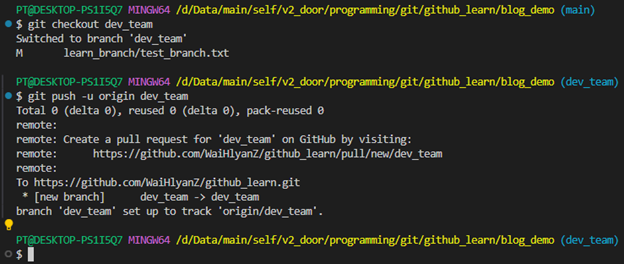 PT@DESKTOP-PS1I5Q7 MINGW64 /d/Data/main/self/v2_door/programming/git/github_learn/blog_demo (main)
$ git checkout dev_team
Switched to branch 'dev_team'
M       learn_branch/test_branch.txt
PT@DESKTOP-PS1I5Q7 MINGW64 /d/Data/main/self/v2_door/programming/git/github_learn/blog_demo (dev_team)
$ git push -u origin dev_team
Total 0 (delta 0), reused 0 (delta 0), pack-reused 0
remote:
remote: Create a pull request for 'dev_team' on GitHub by visiting:
remote:      https://github.com/WaiHlyanZ/github_learn/pull/new/dev_team
remote:
To https://github.com/WaiHlyanZ/github_learn.git
 * [new branch]      dev_team -> dev_team
branch 'dev_team' set up to track 'origin/dev_team'.
PT@DESKTOP-PS1I5Q7 MINGW64 /d/Data/main/self/v2_door/programming/git/github_learn/blog_demo (dev_team)
$